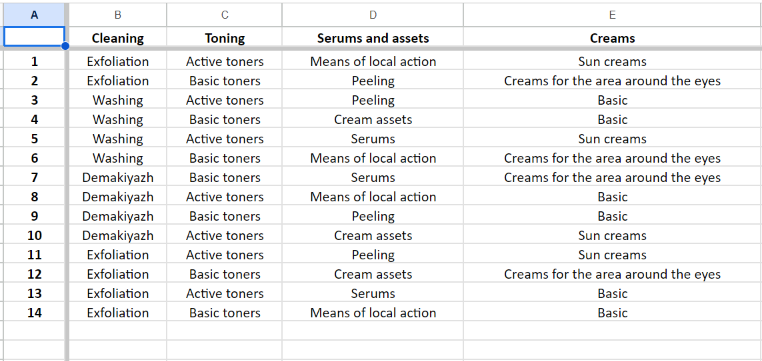 A B C D E
Cleaning Toning Serums and assets Creams
1 Exfoliation Active toners Means of local action Sun creams
2 Exfoliation Basic toners Peeling Creams for the area around the eyes
3 Washing Active toners Peeling Basic
4 Washing Basic toners Cream assets Basic
5 Washing Active toners Serums Sun creams
6 Washing Basic toners Means of local action Creams for the area around the eyes
7 Demakiyazh Basic toners Serums Creams for the area around the eyes
8 Demakiyazh Active toners Means of local action Basic
9 Demakiyazh Basic toners Peeling Basic
10 Demakiyazh Active toners Cream assets Sun creams
11 Exfoliation Active toners Peeling Sun creams
12 Exfoliation Basic toners Cream assets Creams for the area around the eyes
13 Exfoliation Active toners Serums Basic
14 Exfoliation Basic toners Means of local action Basic